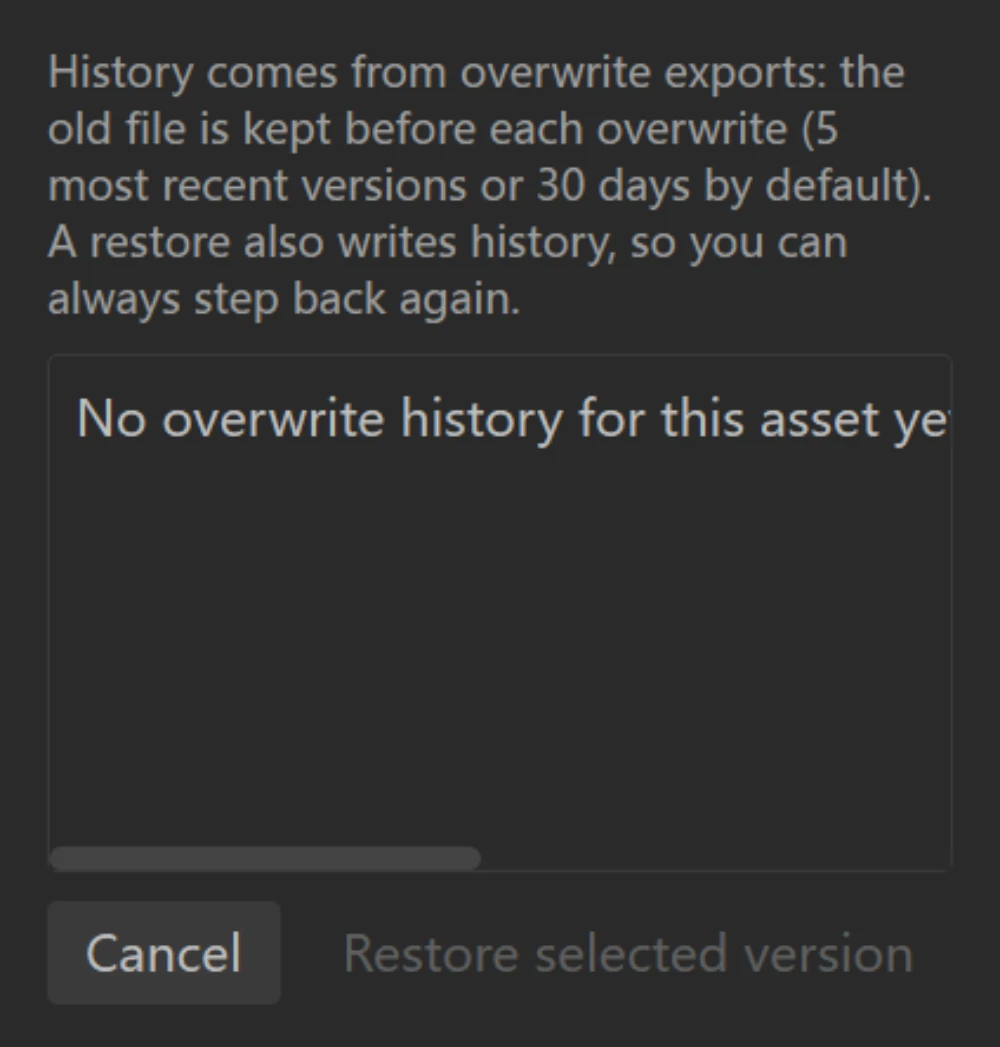 History comes from overwrite exports: the
old file is kept before each overwrite (5
most recent versions or 30 days by default).
A restore also writes history, so you can
always step back again.
No overwrite history for this asset ye
Cancel
Restore selected version